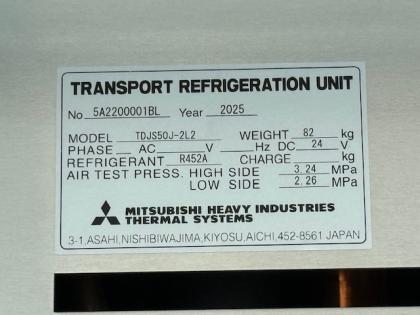 TRANSPORT REFRIGERATION UNIT
No 5A2200001BL Year 2025
MODEL TDJS50J-2L2 WEIGHT 82 kg
PHASE AC V Hz DC 24 V
REFRIGERANT R452A CHARGE kg
AIR TEST PRESS. HIGH SIDE 3.24 MPa
LOW SIDE 2.26 MPa
MITSUBISHI HEAVY INDUSTRIES
THERMAL SYSTEMS
3-1,ASAHI,NISHIBIWAJIMA,KIYOSU,AICHI,452-8561 JAPAN